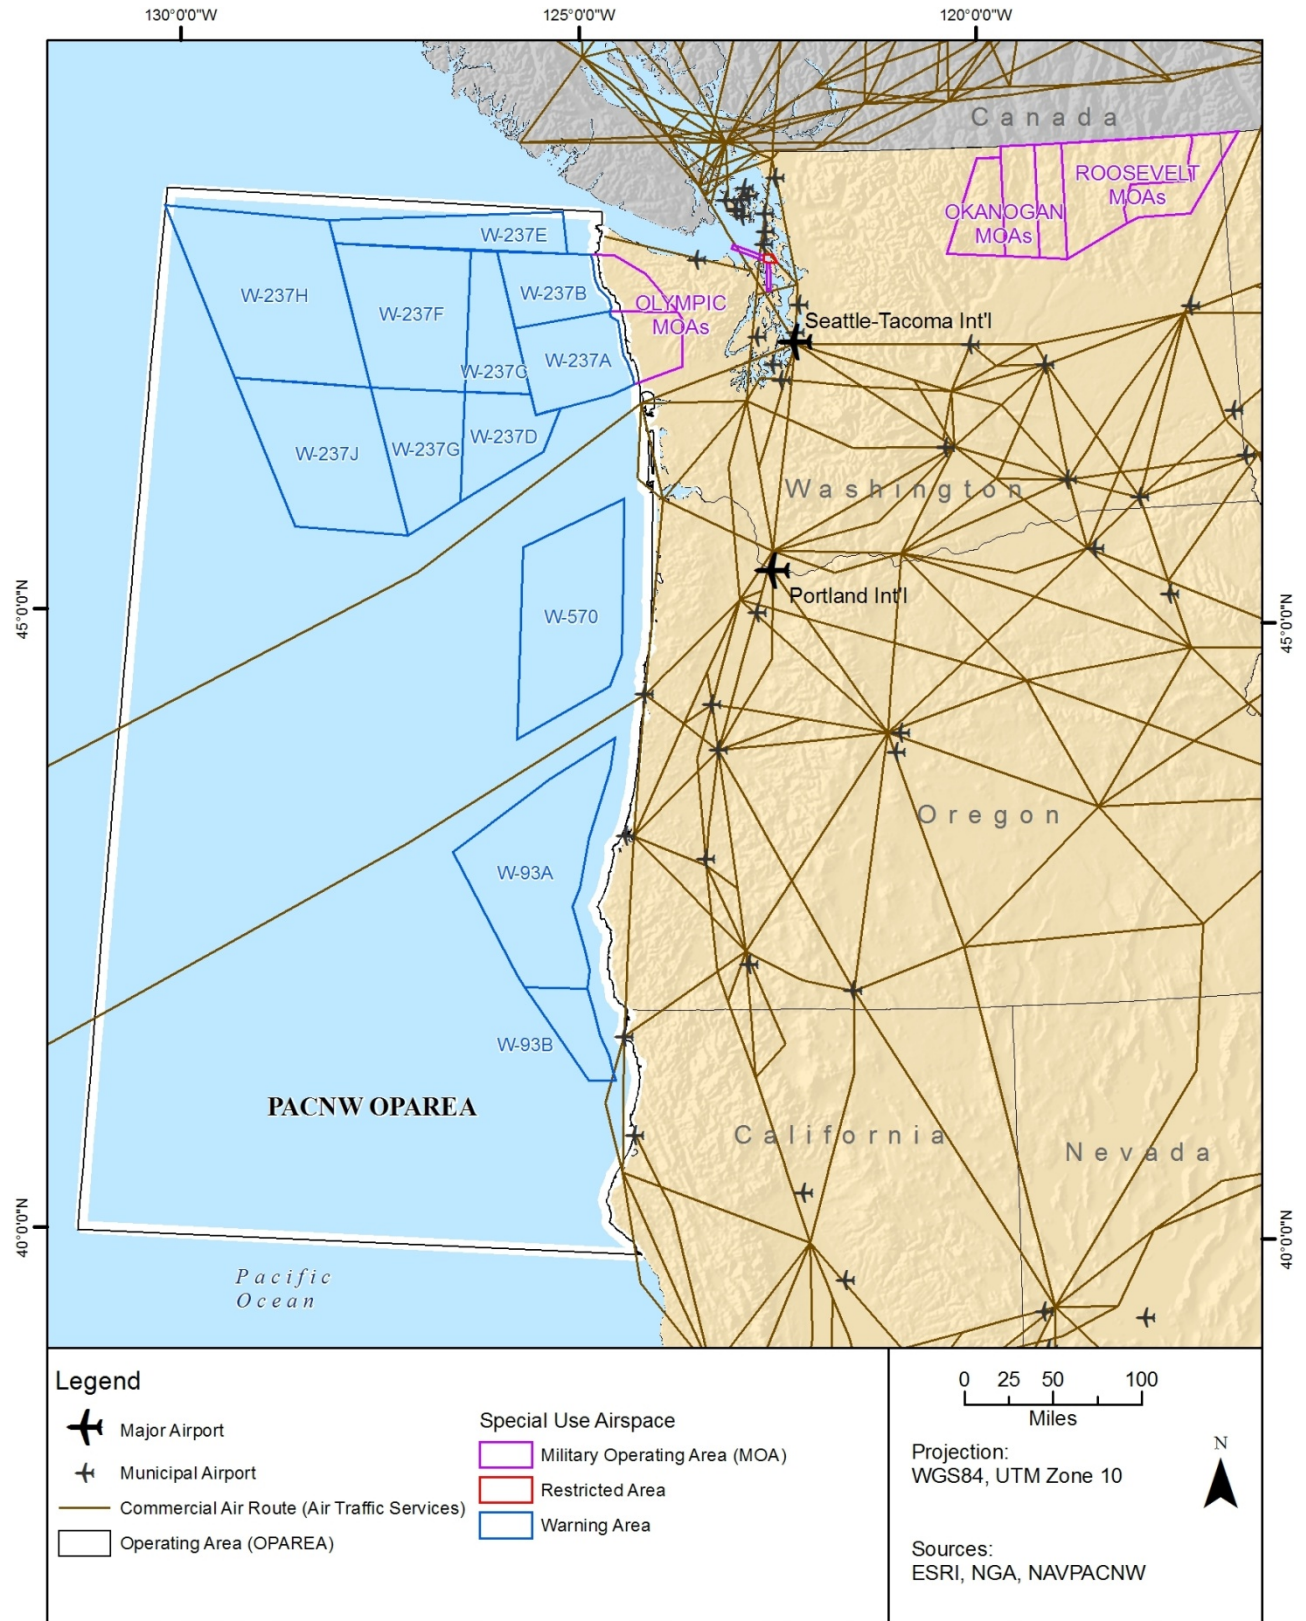 130°0'0"W
125°0'0"W
120°0'0"W
Canada
ROOSEVELT
MOAs
OKANOGAN
MOAs
W-237E
W-237H
W-237B
W-237F
OLYMPIC
MOAs
Seattle-Tacoma Int'l
W-237A
W-237C
W-237D
W-237G
W-237J
Washington
45°0'0"N
45°0'0"N
Portland Int'l
W-570
Oregon
W-93A
W-93B
PACNW OPAREA
California
Nevada
40°0'0"N
40°0'0"N
Pacific
Ocean
Legend
Major Airport
Municipal Airport
Commercial Air Route (Air Traffic Services)
Operating Area (OPAREA)
Special Use Airspace
Military Operating Area (MOA)
Restricted Area
Warning Area
0 25 50 100
Miles
Projection:
WGS84, UTM Zone 10
N
Sources:
ESRI, NGA, NAVPACNW